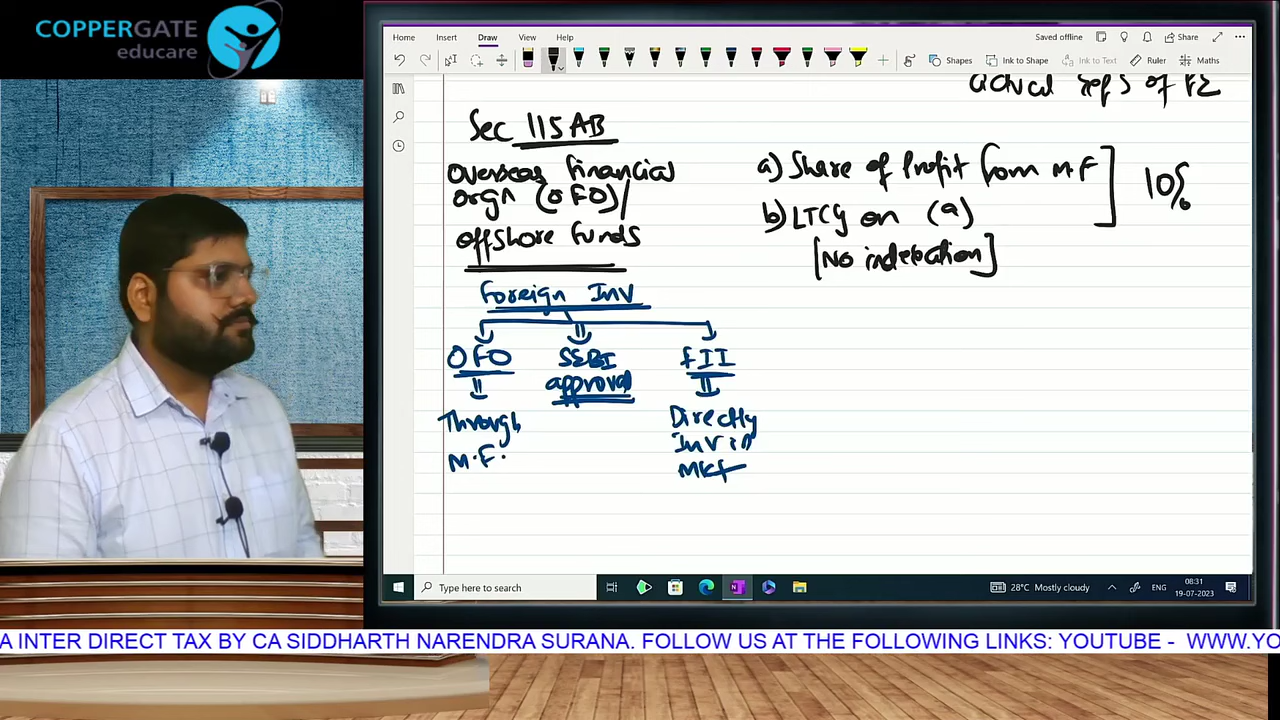 COPPERGATE
educare
Home Insert Draw View Help
Saved offline
Share
Shapes
Ink to Shape
Ink to Text
Ruler
Maths
Sec 115AB
overseas financial
orgn (OFO)/
offshore funds
a) Share of Profit from M.F
b) LTCG on (a)
[No indexation]
10%
Foreign Inv
OFO
SEBI
approval
FII
Through
M.F.
Directly
Inv in
Mkt
Type here to search
28°C Mostly cloudy
ENG
08:31
19-07-2023
A INTER DIRECT TAX BY CA SIDDHARTH NARENDRA SURANA. FOLLOW US AT THE FOLLOWING LINKS: YOUTUBE - WWW.YO